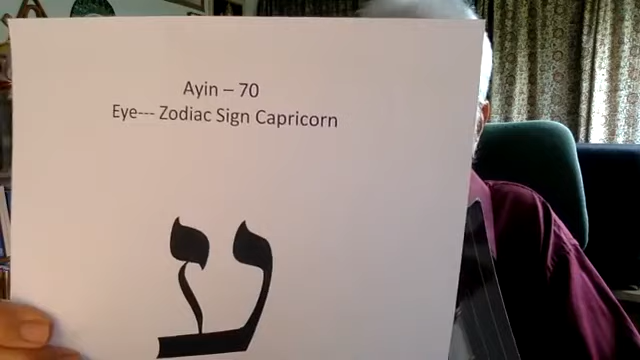 Ayin – 70
Eye--- Zodiac Sign Capricorn
ע